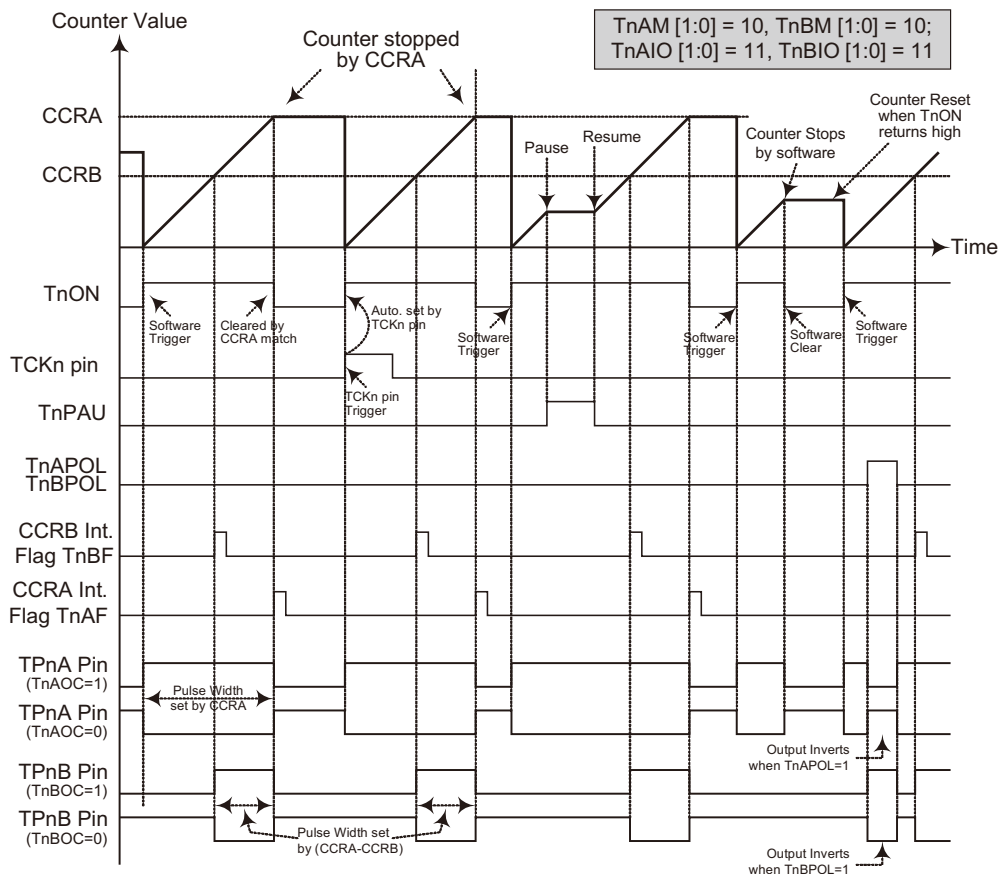 Counter Value
TnAM [1:0] = 10, TnBM [1:0] = 10;
TnAIO [1:0] = 11, TnBIO [1:0] = 11
Counter stopped
by CCRA
CCRA
CCRB
Pause
Resume
Counter Stops
by software
Counter Reset
when TnON
returns high
Time
TnON
Software
Trigger
Cleared by
CCRA match
Auto. set by
TCKn pin
Software
Trigger
Software
Trigger
Software
Clear
Software
Trigger
TCKn pin
TCKn pin
Trigger
TnPAU
TnAPOL
TnBPOL
CCRB Int.
Flag TnBF
CCRA Int.
Flag TnAF
TPnA Pin
(TnAOC=1)
Pulse Width
set by CCRA
TPnA Pin
(TnAOC=0)
Output Inverts
when TnAPOL=1
TPnB Pin
(TnBOC=1)
TPnB Pin
(TnBOC=0)
Pulse Width set
by (CCRA-CCRB)
Output Inverts
when TnBPOL=1